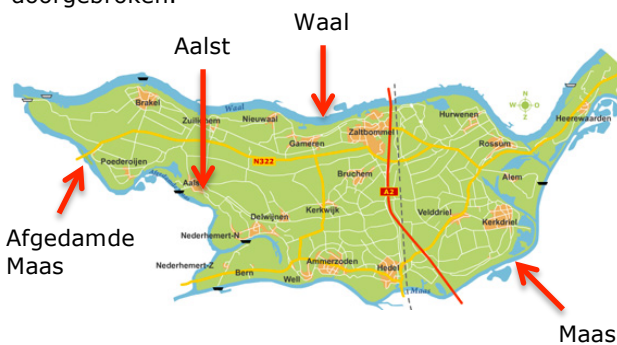 doorgebroken.
Waal
Aalst
Brakel
Waal
Zuilichem
Nieuwaal
Gameren
Zaltbommel
Hurwenen
N
W
O
Z
Heerewaarden
Rossum
Poederoijen
N322
Aalst
Bruchem
A2
Alem
Delwijnen
Kerkwijk
Velddriel
Kerkdriel
Afgedamde
Maas
Nederhemert-N
Nederhemert-Z
Bern
Well
Ammerzoden
Hedel
Maas
Maas